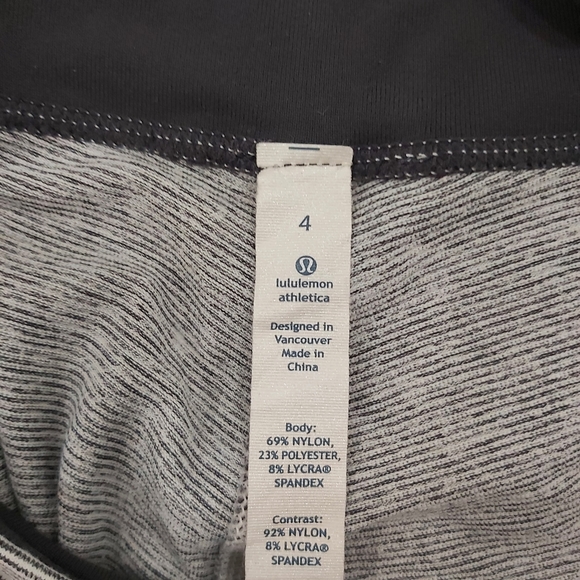 4
lululemon
athletica
Designed in
Vancouver
Made in
China
Body:
69% NYLON,
23% POLYESTER,
8% LYCRA®
SPANDEX
Contrast:
92% NYLON,
8% LYCRA®
SPANDEX